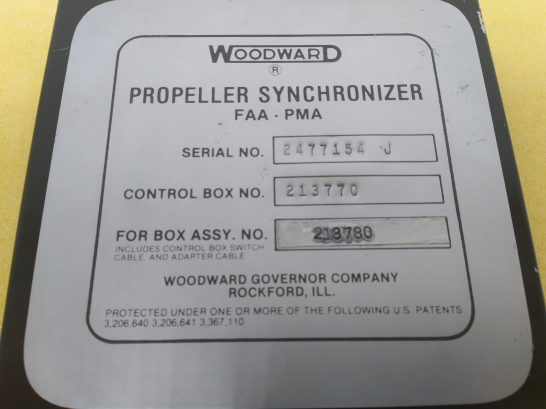 WOODWARD
®
PROPELLER SYNCHRONIZER
FAA - PMA
SERIAL NO. 2477154 J
CONTROL BOX NO. 213770
FOR BOX ASSY. NO. 213780
INCLUDES CONTROL BOX SWITCH
CABLE, AND ADAPTER CABLE
WOODWARD GOVERNOR COMPANY
ROCKFORD, ILL.
PROTECTED UNDER ONE OR MORE OF THE FOLLOWING U.S. PATENTS
3,206,640 3,206,641 3,367,110